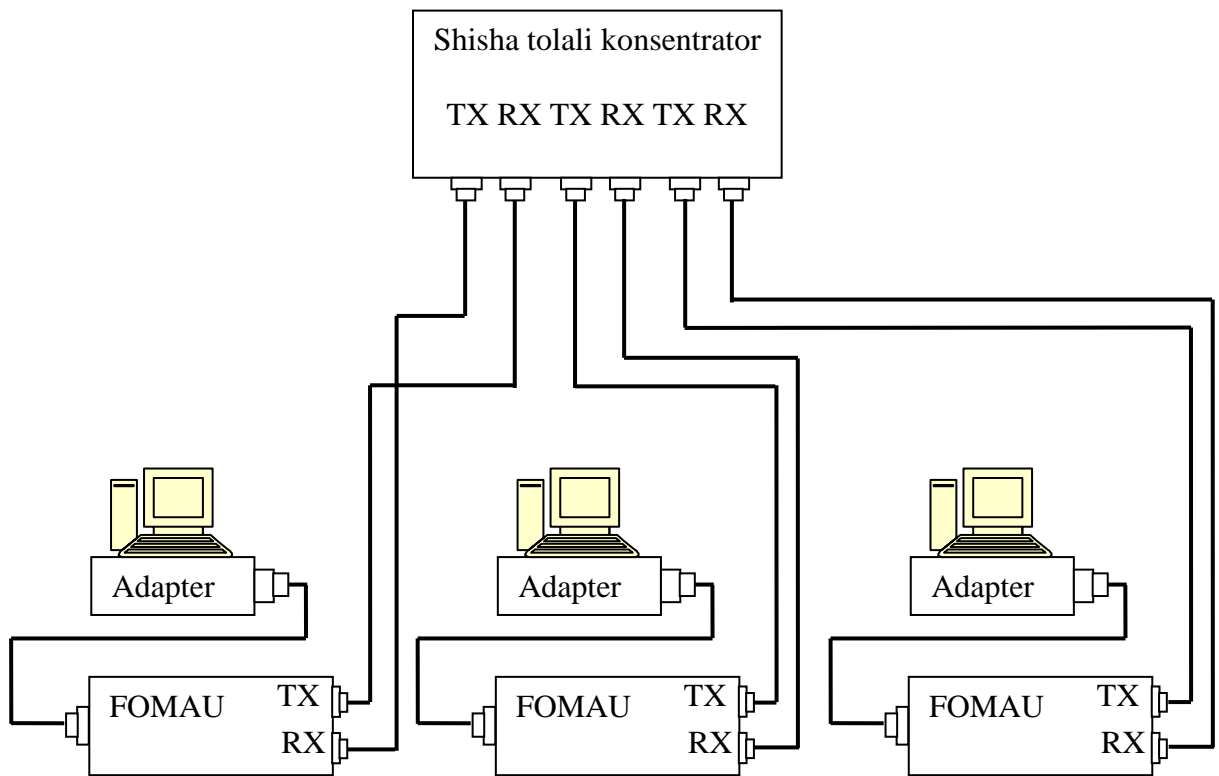 Shisha tolali konsentrator
TX RX TX RX TX RX
Adapter
Adapter
Adapter
FOMAU
TX
RX
FOMAU
TX
RX
FOMAU
TX
RX